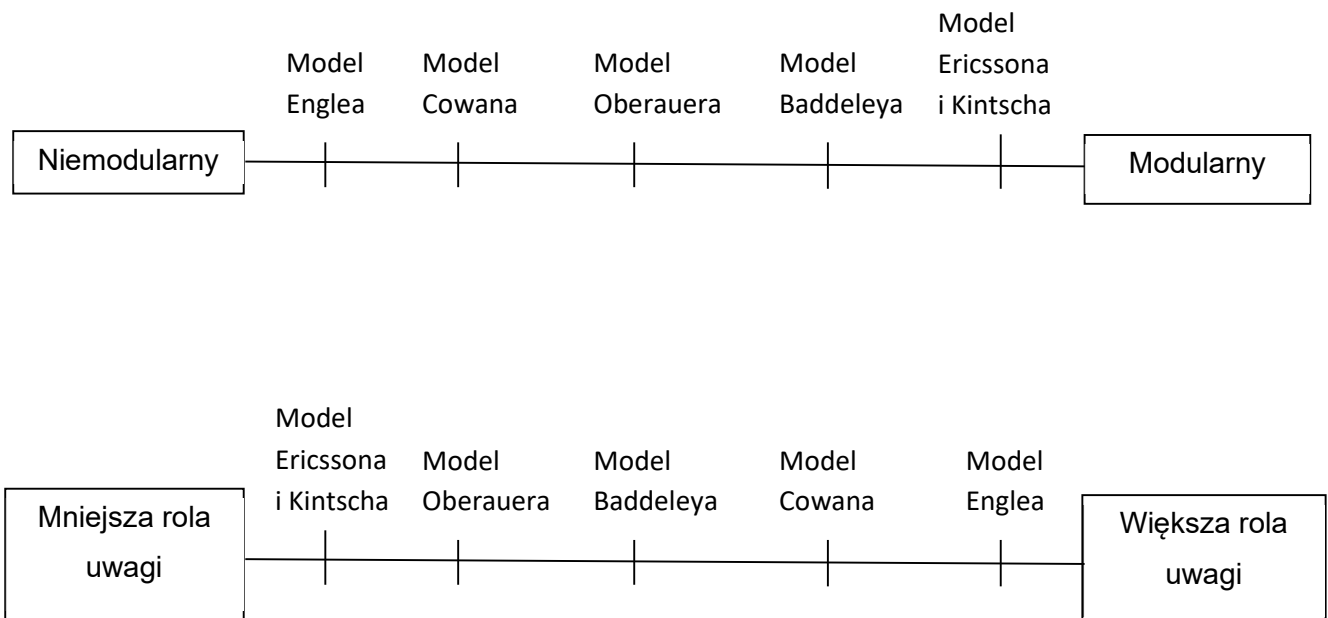 Model
Englea
Model
Cowana
Model
Oberauera
Model
Baddeleya
Model
Ericssona
i Kintscha
Niemodularny
Modularny
Model
Ericssona
i Kintscha
Model
Oberauera
Model
Baddeleya
Model
Cowana
Model
Englea
Mniejsza rola
uwagi
Większa rola
uwagi